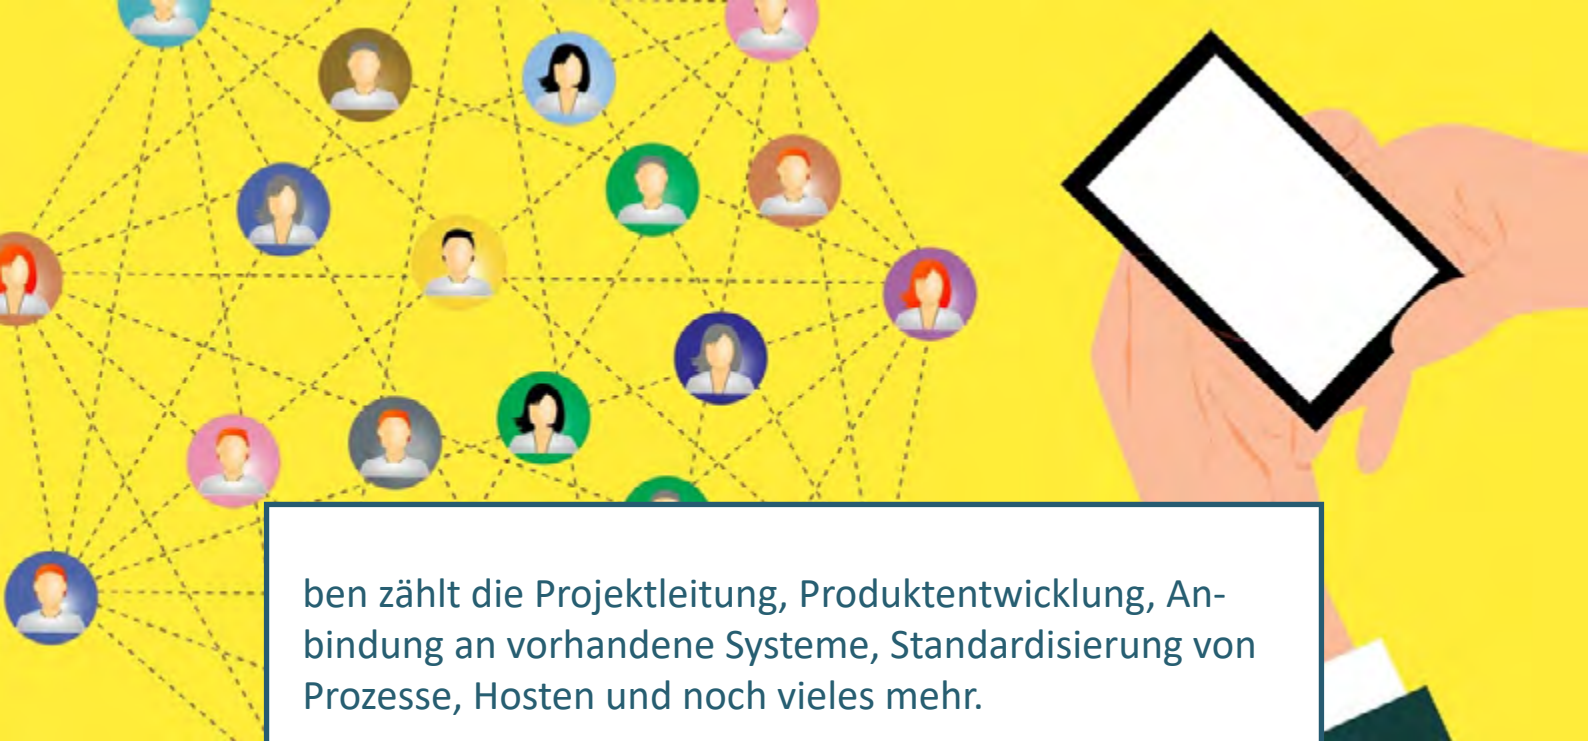 ben zählt die Projektleitung, Produktentwicklung, An-
bindung an vorhandene Systeme, Standardisierung von
Prozesse, Hosten und noch vieles mehr.